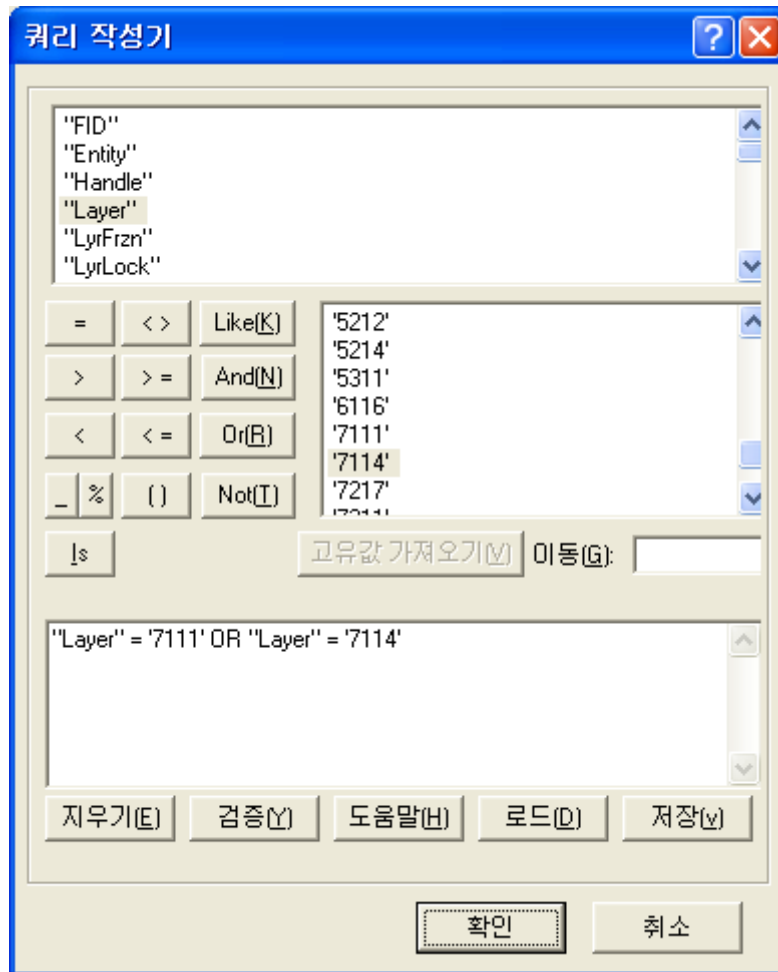 쿼리 작성기
"FID"
"Entity"
"Handle"
"Layer"
"LyrFrzn"
"LyrLock"
= < > Like(K)
> > = And(N)
< < = Or(R)
_ % ( ) Not(T)
Is
'5212'
'5214'
'5311'
'6116'
'7111'
'7114'
'7217'
고유값 가져오기(V) 이동(G):
"Layer" = '7111' OR "Layer" = '7114'
지우기(E) 검증(Y) 도움말(H) 로드(D) 저장(v)
확인 취소